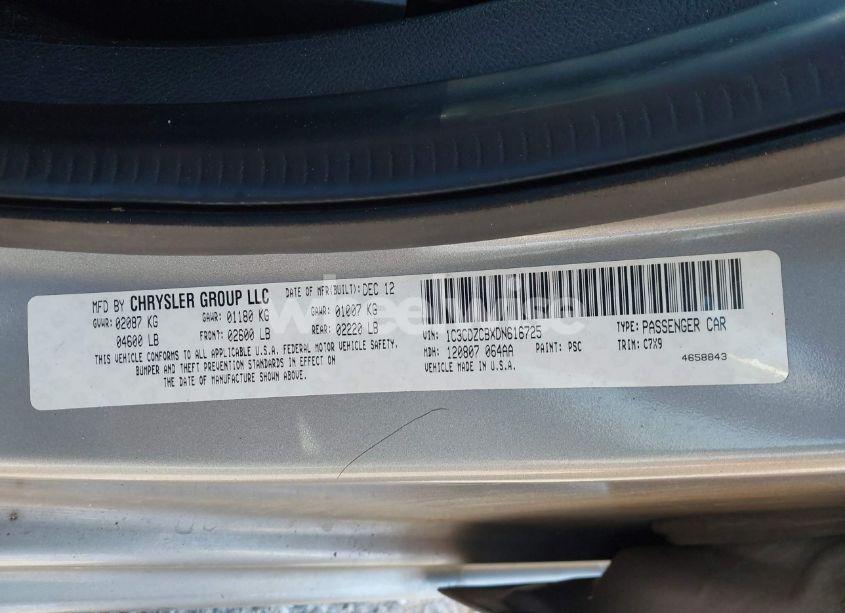 MFD BY CHRYSLER GROUP LLC DATE OF MFR(BUILT): DEC 12
GVWR: 02087 KG GAWR: 01180 KG GAWR: 01007 KG
04600 LB FRONT: 02600 LB REAR: 02220 LB
THIS VEHICLE CONFORMS TO ALL APPLICABLE U.S.A. FEDERAL MOTOR VEHICLE SAFETY,
BUMPER AND THEFT PREVENTION STANDARDS IN EFFECT ON
THE DATE OF MANUFACTURE SHOWN ABOVE.
VIN: 1C3CDZCBXDN616725 TYPE: PASSENGER CAR
MDH: 120807 064AA PAINT: PSC TRIM: C7X9
VEHICLE MADE IN U.S.A. 4658843
wheelwise